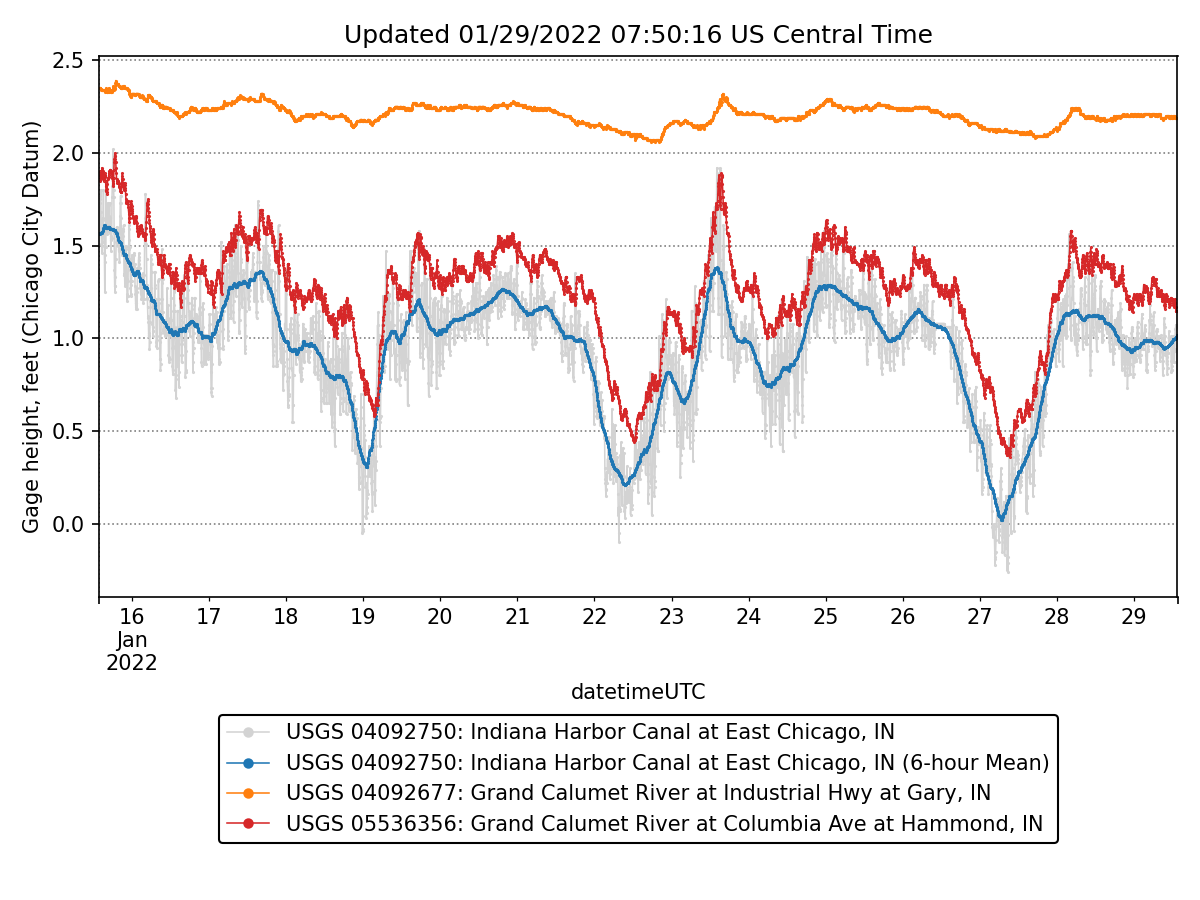 Updated 01/29/2022 07:50:16 US Central Time
Gage height, feet (Chicago City Datum)
2.5
2.0
1.5
1.0
0.5
0.0
16 17 18 19 20 21 22 23 24 25 26 27 28 29
Jan
2022
datetimeUTC
USGS 04092750: Indiana Harbor Canal at East Chicago, IN
USGS 04092750: Indiana Harbor Canal at East Chicago, IN (6-hour Mean)
USGS 04092677: Grand Calumet River at Industrial Hwy at Gary, IN
USGS 05536356: Grand Calumet River at Columbia Ave at Hammond, IN